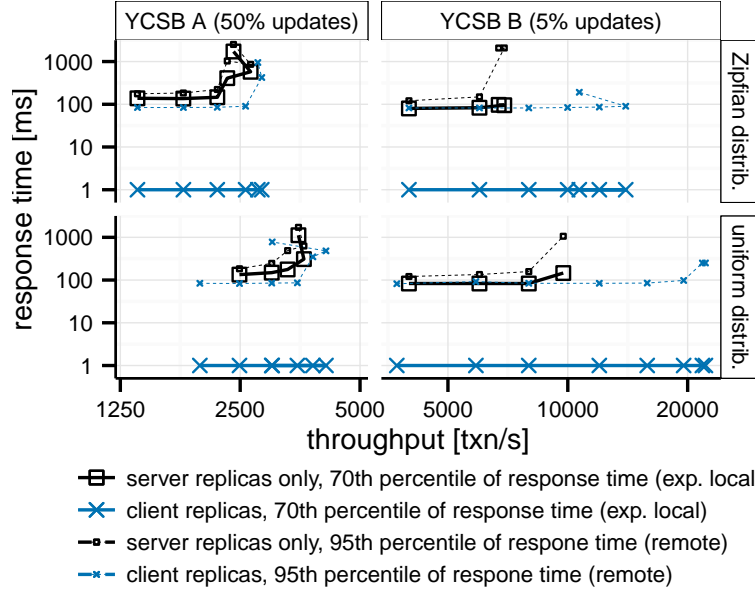 YCSB A (50% updates)
YCSB B (5% updates)
response time [ms]
1000
100
10
1
Zipfian distrib.
1000
100
10
1
uniform distrib.
1250
2500
5000
5000
10000
20000
throughput [txn/s]
server replicas only, 70th percentile of response time (exp. local)
client replicas, 70th percentile of response time (exp. local)
server replicas only, 95th percentile of respone time (remote)
client replicas, 95th percentile of respone time (remote)